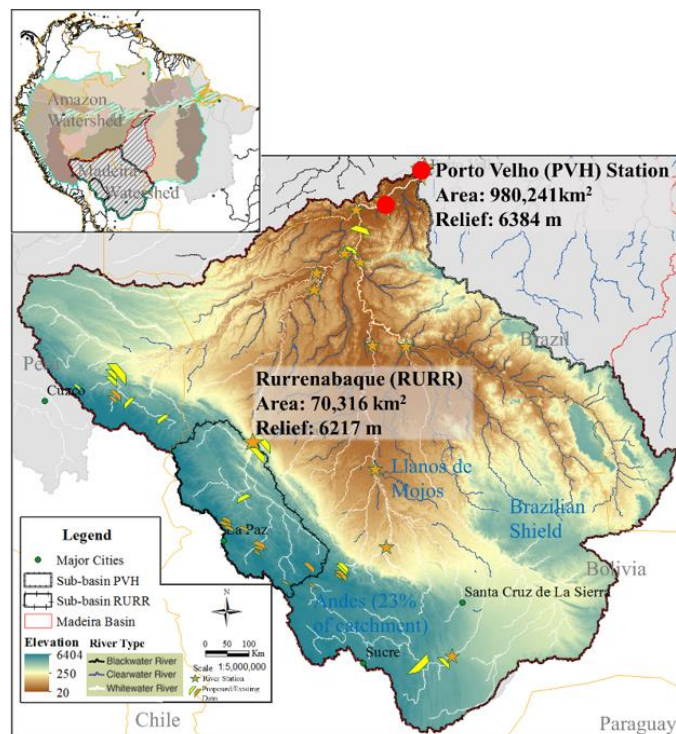 Amazon
Watershed
Madeira
Watershed
Porto Velho (PVH) Station
Area: 980,241km²
Relief: 6384 m
Brazil
Cuzco
Rurrenabaque (RURR)
Area: 70,316 km²
Relief: 6217 m
Llanos de
Mojos
Brazilian
Shield
La Paz
Bolivia
Andes (23%
of catchment)
Santa Cruz de La Sierra
Sucre
Chile
Paraguay
Legend
Major Cities
Sub-basin PVH
Sub-basin RURR
Madeira Basin
Elevation
6404
250
20
River Type
Blackwater River
Clearwater River
Whitewater River
N
0 50 100
Km
Scale
1:5,000,000
River Station
Proposed/Existing